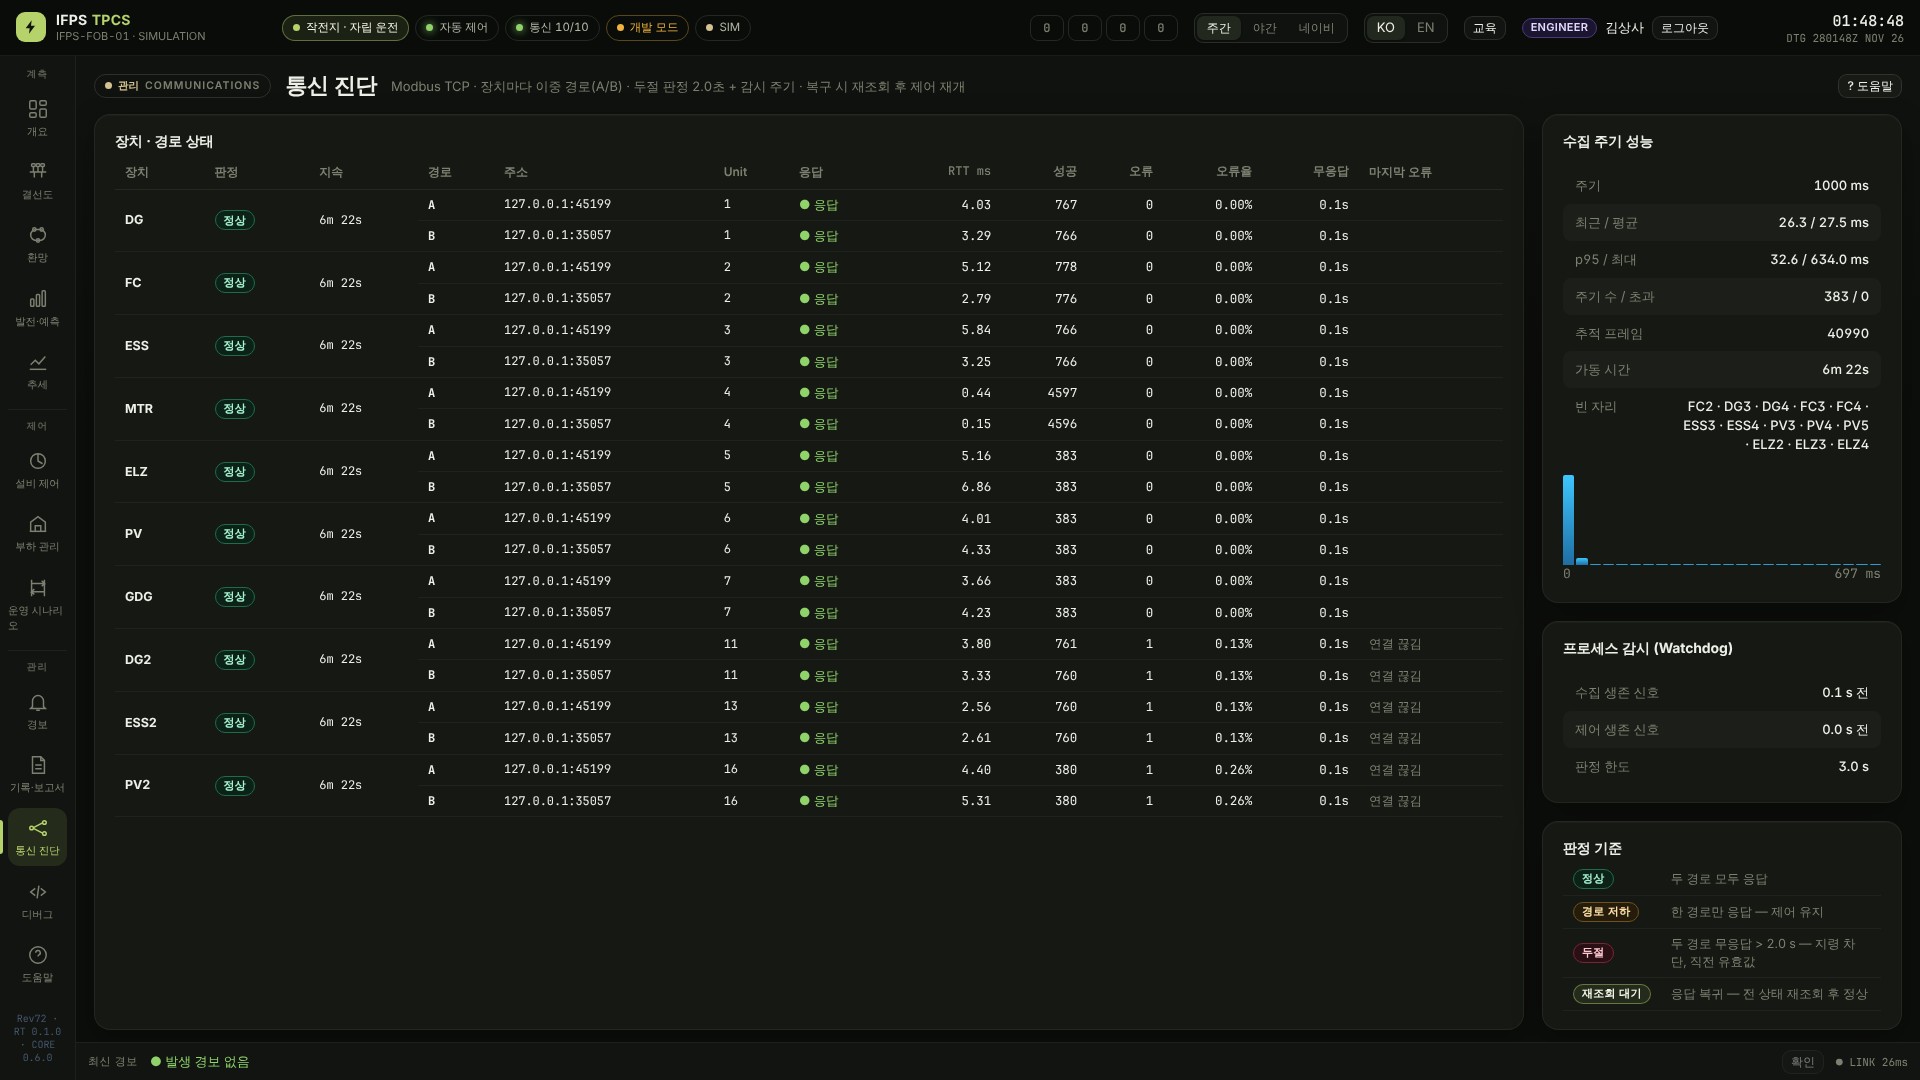 IFPS TPCS
IFPS-FOB-01 · SIMULATION
작전지 · 자립 운전
자동 제어
통신 10/10
개발 모드
SIM
0 0 0 0
주간 야간 네이비
KO EN
교육
ENGINEER 김상사 로그아웃
01:48:48
DTG 280148Z NOV 26
계측
개요
결선도
환망
발전·예측
추세
제어
설비 제어
부하 관리
운영 시나리
오
관리
경보
기록·보고서
통신 진단
디버그
도움말
Rev72 ·
RT 0.1.0
· CORE
0.6.0
관리 COMMUNICATIONS
통신 진단
Modbus TCP · 장치마다 이중 경로(A/B) · 두절 판정 2.0초 + 감시 주기 · 복구 시 재조회 후 제어 재개
? 도움말
장치 · 경로 상태
장치 판정 지속 경로 주소 Unit 응답 RTT ms 성공 오류 오류율 무응답 마지막 오류
DG 정상 6m 22s A 127.0.0.1:45199 1 응답 4.03 767 0 0.00% 0.1s
B 127.0.0.1:35057 1 응답 3.29 766 0 0.00% 0.1s
FC 정상 6m 22s A 127.0.0.1:45199 2 응답 5.12 778 0 0.00% 0.1s
B 127.0.0.1:35057 2 응답 2.79 776 0 0.00% 0.1s
ESS 정상 6m 22s A 127.0.0.1:45199 3 응답 5.84 766 0 0.00% 0.1s
B 127.0.0.1:35057 3 응답 3.25 766 0 0.00% 0.1s
MTR 정상 6m 22s A 127.0.0.1:45199 4 응답 0.44 4597 0 0.00% 0.1s
B 127.0.0.1:35057 4 응답 0.15 4596 0 0.00% 0.1s
ELZ 정상 6m 22s A 127.0.0.1:45199 5 응답 5.16 383 0 0.00% 0.1s
B 127.0.0.1:35057 5 응답 6.86 383 0 0.00% 0.1s
PV 정상 6m 22s A 127.0.0.1:45199 6 응답 4.01 383 0 0.00% 0.1s
B 127.0.0.1:35057 6 응답 4.33 383 0 0.00% 0.1s
GDG 정상 6m 22s A 127.0.0.1:45199 7 응답 3.66 383 0 0.00% 0.1s
B 127.0.0.1:35057 7 응답 4.23 383 0 0.00% 0.1s
DG2 정상 6m 22s A 127.0.0.1:45199 11 응답 3.80 761 1 0.13% 0.1s 연결 끊김
B 127.0.0.1:35057 11 응답 3.33 760 1 0.13% 0.1s 연결 끊김
ESS2 정상 6m 22s A 127.0.0.1:45199 13 응답 2.56 760 1 0.13% 0.1s 연결 끊김
B 127.0.0.1:35057 13 응답 2.61 760 1 0.13% 0.1s 연결 끊김
PV2 정상 6m 22s A 127.0.0.1:45199 16 응답 4.40 380 1 0.26% 0.1s 연결 끊김
B 127.0.0.1:35057 16 응답 5.31 380 1 0.26% 0.1s 연결 끊김
수집 주기 성능
주기 1000 ms
최근 / 평균 26.3 / 27.5 ms
p95 / 최대 32.6 / 634.0 ms
주기 수 / 초과 383 / 0
추적 프레임 40990
가동 시간 6m 22s
빈 자리 FC2 · DG3 · DG4 · FC3 · FC4 ·
ESS3 · ESS4 · PV3 · PV4 · PV5
· ELZ2 · ELZ3 · ELZ4
0 697 ms
프로세스 감시 (Watchdog)
수집 생존 신호 0.1 s 전
제어 생존 신호 0.0 s 전
판정 한도 3.0 s
판정 기준
정상 두 경로 모두 응답
경로 저하 한 경로만 응답 — 제어 유지
두절 두 경로 무응답 > 2.0 s — 지령 차
단, 직전 유효값
재조회 대기 응답 복귀 — 전 상태 재조회 후 정상
최신 경보 발생 경보 없음
확인 LINK 26ms